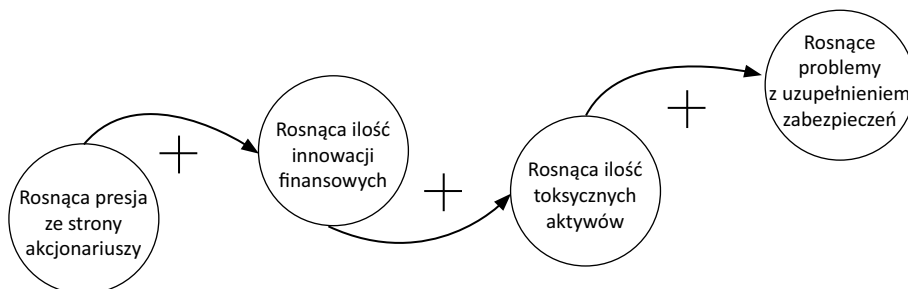 Rosnąca presja
ze strony
akcjonariuszy
+
Rosnąca ilość
innowacji
finansowych
+
Rosnąca ilość
toksycznych
aktywów
+
Rosnące
problemy
z uzupełnieniem
zabezpieczeń